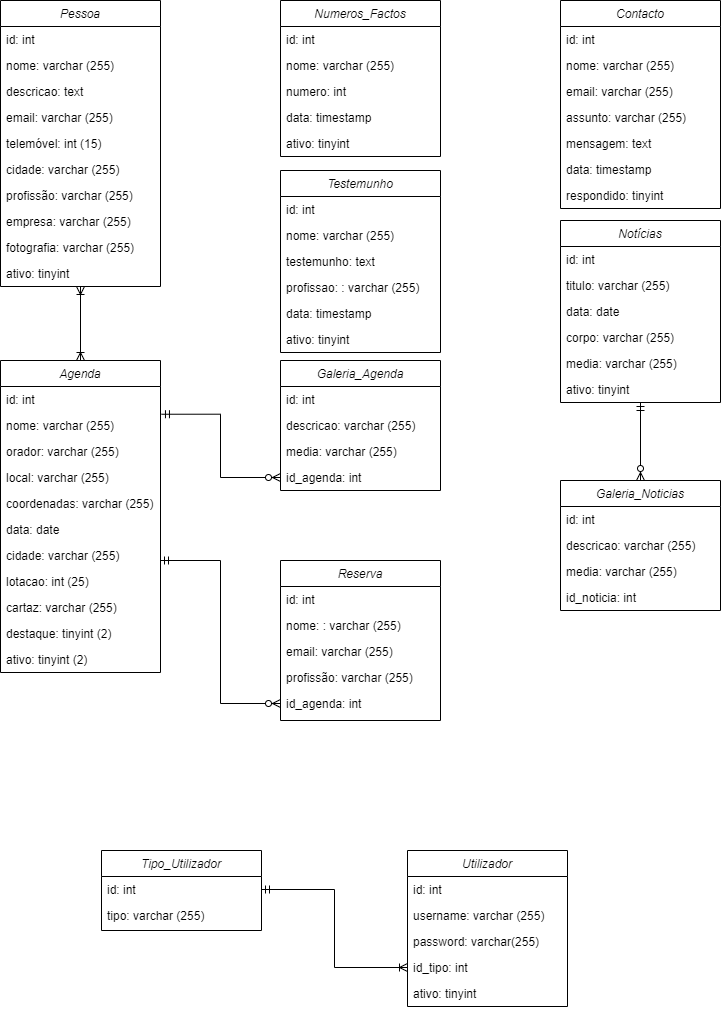 Pessoa
id: int
nome: varchar (255)
descricao: text
email: varchar (255)
telemóvel: int (15)
cidade: varchar (255)
profissão: varchar (255)
empresa: varchar (255)
fotografia: varchar (255)
ativo: tinyint
Numeros_Factos
id: int
nome: varchar (255)
numero: int
data: timestamp
ativo: tinyint
Contacto
id: int
nome: varchar (255)
email: varchar (255)
assunto: varchar (255)
mensagem: text
data: timestamp
respondido: tinyint
Testemunho
id: int
nome: varchar (255)
testemunho: text
profissao: : varchar (255)
data: timestamp
ativo: tinyint
Notícias
id: int
titulo: varchar (255)
data: date
corpo: varchar (255)
media: varchar (255)
ativo: tinyint
Agenda
id: int
nome: varchar (255)
orador: varchar (255)
local: varchar (255)
coordenadas: varchar (255)
data: date
cidade: varchar (255)
lotacao: int (25)
cartaz: varchar (255)
destaque: tinyint (2)
ativo: tinyint (2)
Galeria_Agenda
id: int
descricao: varchar (255)
media: varchar (255)
id_agenda: int
Galeria_Noticias
id: int
descricao: varchar (255)
media: varchar (255)
id_noticia: int
Reserva
id: int
nome: : varchar (255)
email: varchar (255)
profissão: varchar (255)
id_agenda: int
Tipo_Utilizador
id: int
tipo: varchar (255)
Utilizador
id: int
username: varchar (255)
password: varchar(255)
id_tipo: int
ativo: tinyint